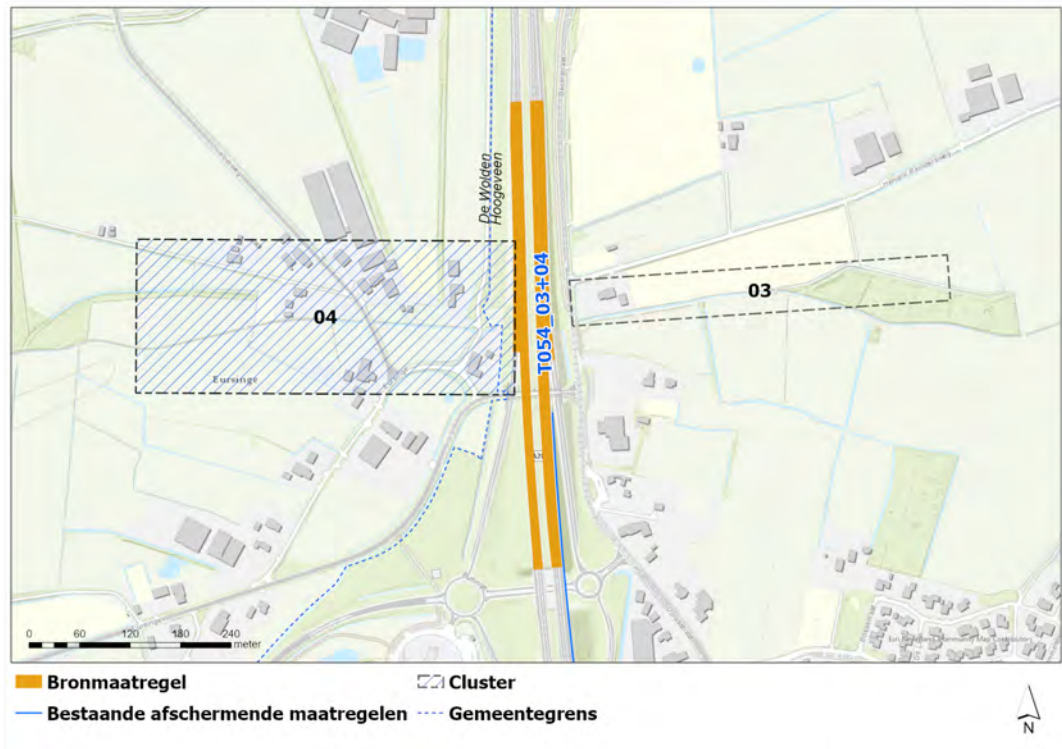 De Wolden
Hoogeveen
T054_03+04
03
04
Eursinge
0 60 120 180 240
meter
Bronmaatregel
Cluster
Bestaande afschermende maatregelen
Gemeentegrens
N